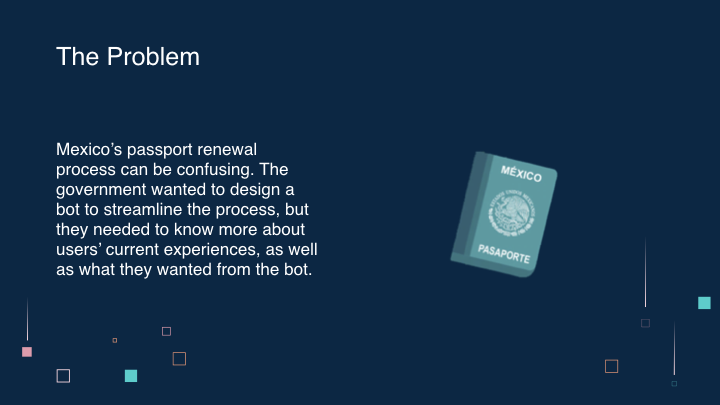 The Problem
Mexico’s passport renewal
process can be confusing. The
government wanted to design a
bot to streamline the process, but
they needed to know more about
users’ current experiences, as well
as what they wanted from the bot.
MÉXICO
PASAPORTE